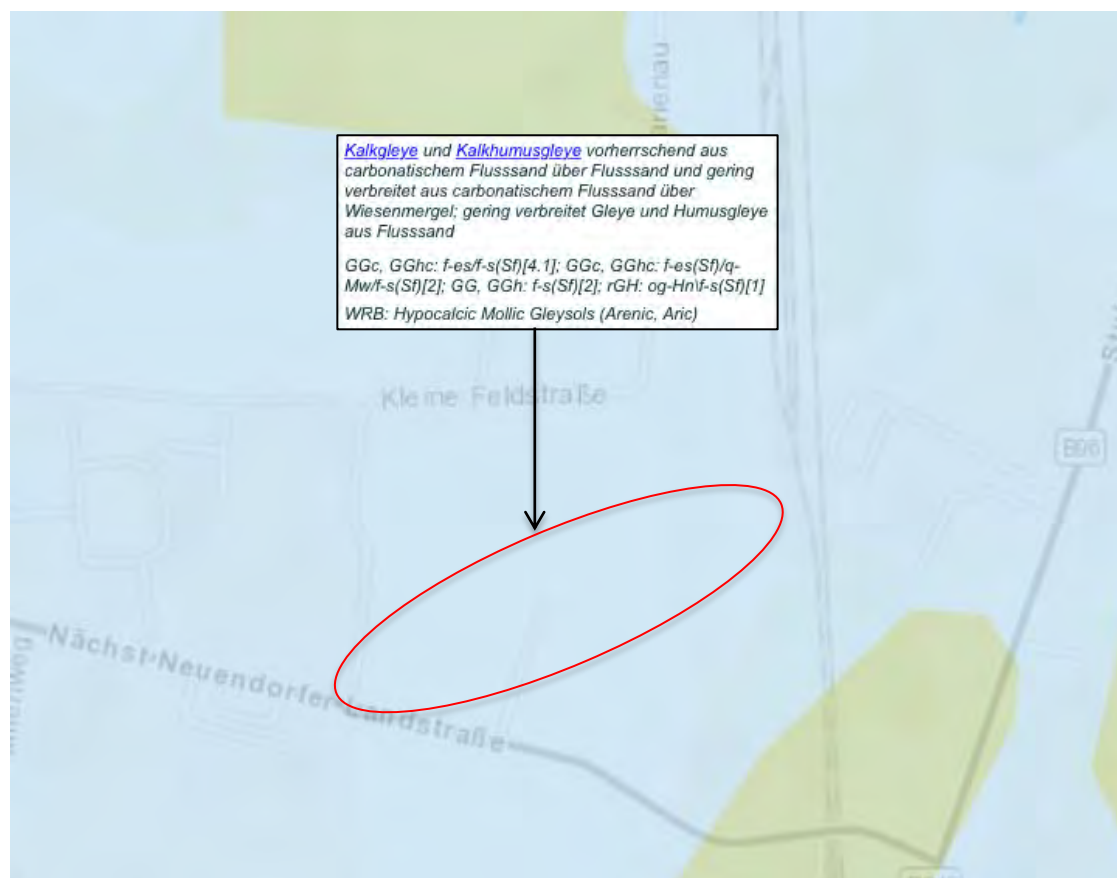 Kalkgleye und Kalkhumusgleye vorherrschend aus
carbonatischem Flusssand über Flusssand und gering
verbreitet aus carbonatischem Flusssand über
Wiesenmergel; gering verbreitet Gleye und Humusgleye
aus Flusssand
GGc, GGhc: f-es/f-s(Sf)[4.1]; GGc, GGhc: f-es(Sf)/q-
Mw/f-s(Sf)[2]; GG, GGh: f-s(Sf)[2]; rGH: og-Hn\f-s(Sf)[1]
WRB: Hypocalcic Mollic Gleysols (Arenic, Aric)
Kleine Feldstraße
B96
Nächst-Neuendorfer-Landstraße